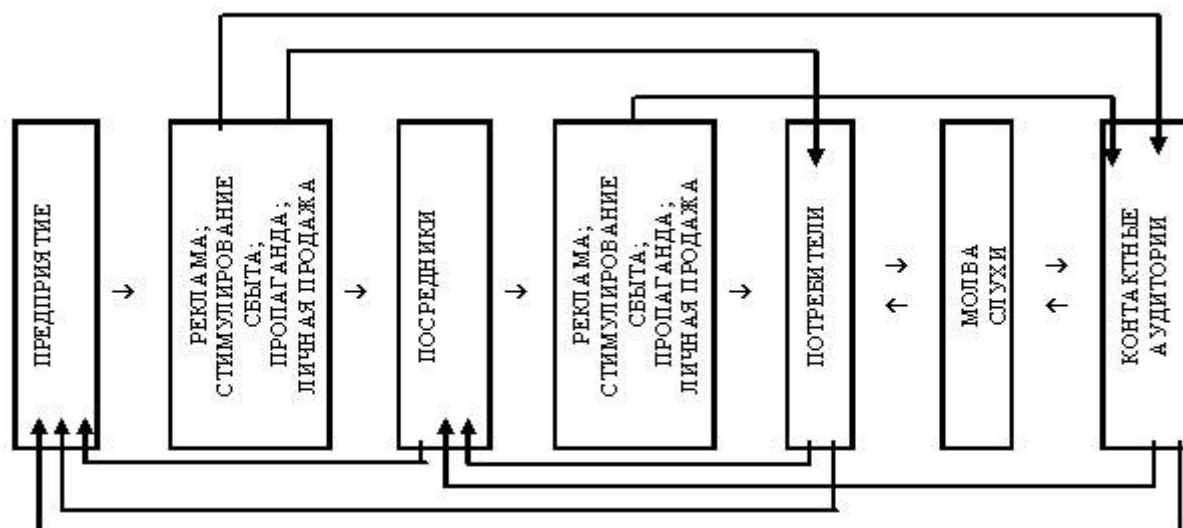 ПРЕДПРИЯТИЕ
РЕКЛАМА;
СТИМУЛИРОВАНИЕ
СБЫТА;
ПРОПАГАНДА;
ЛИЧНАЯ ПРОДАЖА
ПОСРЕДНИКИ
РЕКЛАМА;
СТИМУЛИРОВАНИЕ
СБЫТА;
ПРОПАГАНДА;
ЛИЧНАЯ ПРОДАЖА
ПОТРЕБИТЕЛИ
МОЛВА
СЛУХИ
КОНТАКТНЫЕ
АУДИТОРИИ